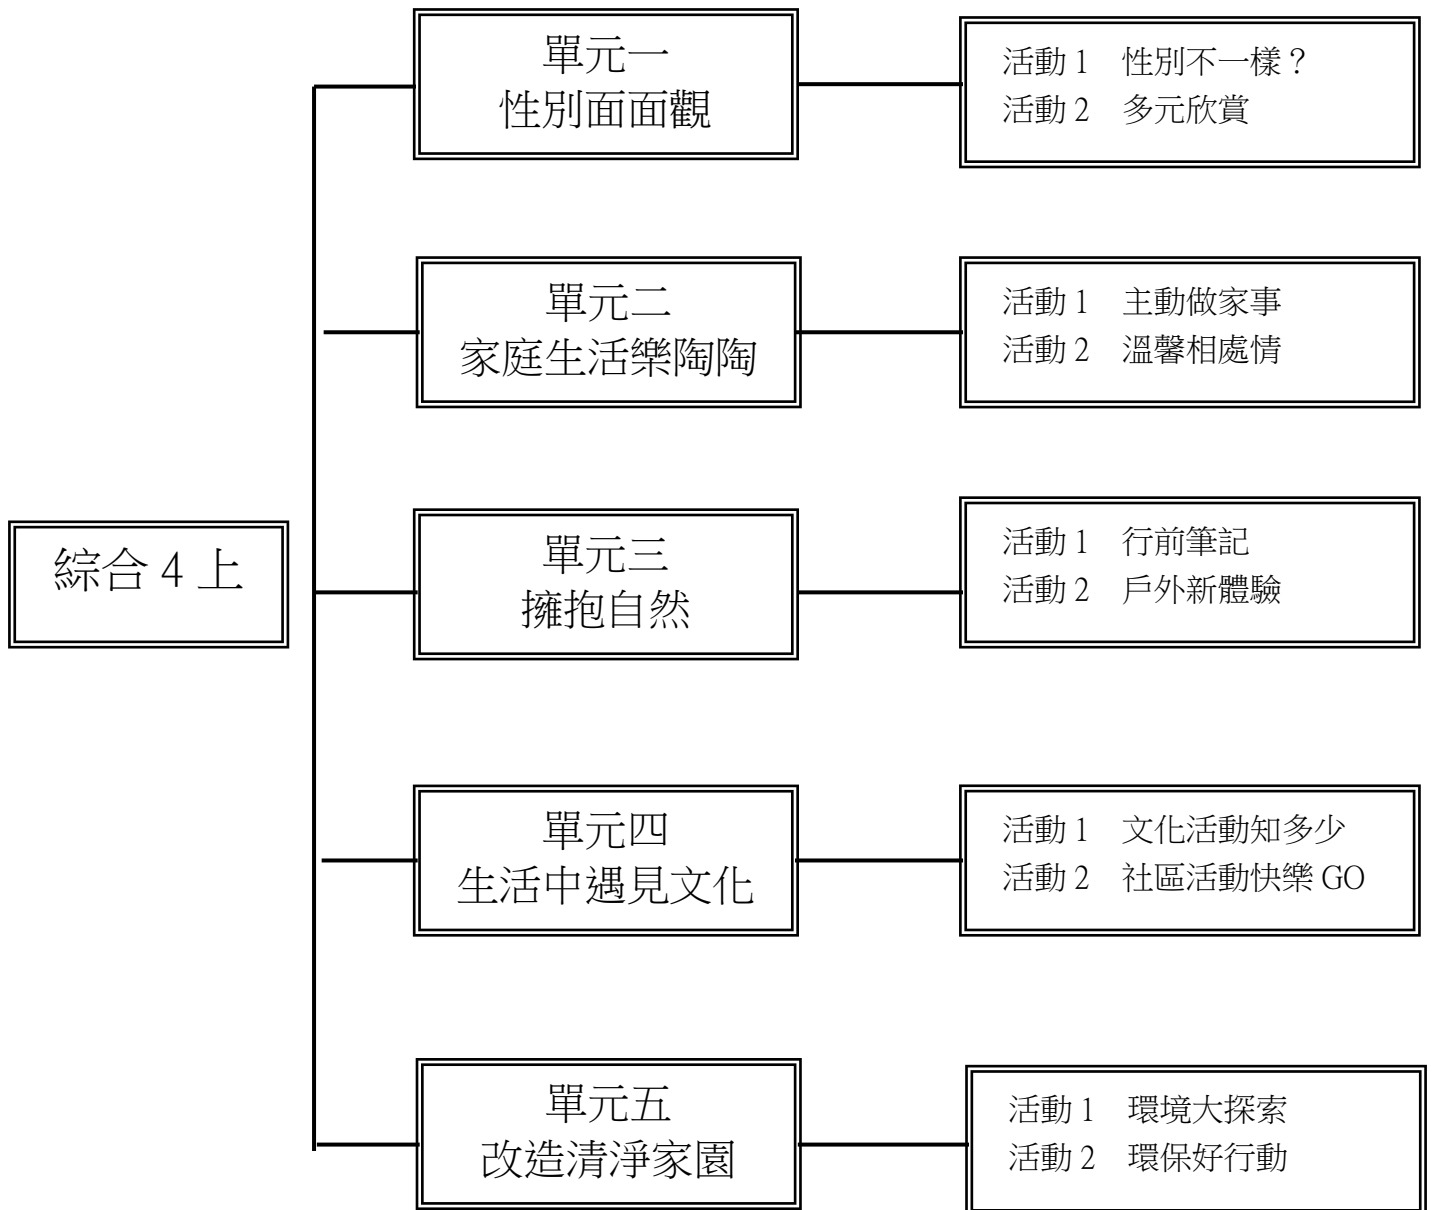 單元一
性別面面觀
活動 1　性別不一樣？
活動 2　多元欣賞
單元二
家庭生活樂陶陶
活動 1　主動做家事
活動 2　溫馨相處情
綜合 4 上
單元三
擁抱自然
活動 1　行前筆記
活動 2　戶外新體驗
單元四
生活中遇見文化
活動 1　文化活動知多少
活動 2　社區活動快樂 GO
單元五
改造清淨家園
活動 1　環境大探索
活動 2　環保好行動